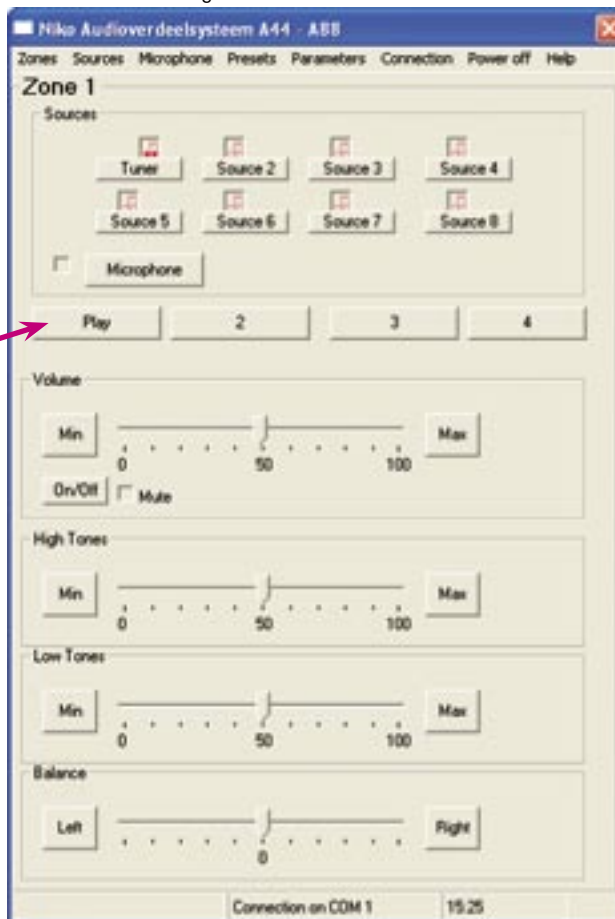 Niko Audioverdeelsysteem A44 - A88
Zones Sources Microphone Presets Parameters Connection Power off Help
Zone 1
Sources
Tuner Source 2 Source 3 Source 4
Source 5 Source 6 Source 7 Source 8
Microphone
Play 2 3 4
Volume
Min Max
0 50 100
On/Off Mute
High Tones
Min Max
0 50 100
Low Tones
Min Max
0 50 100
Balance
Left Right
0
Connection on COM 1 15:25